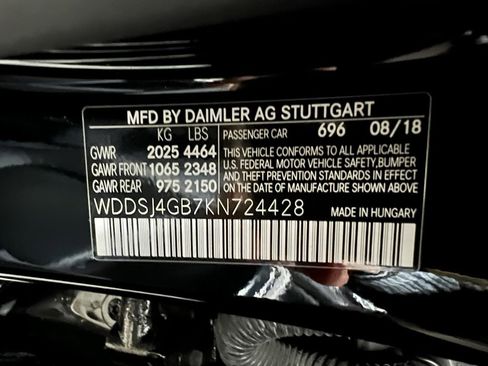 MFD BY DAIMLER AG STUTTGART
KG LBS
GVWR 2025 4464
GAWR FRONT 1065 2348
GAWR REAR 975 2150
PASSENGER CAR 696 08/18
THIS VEHICLE CONFORMS TO ALL APPLICABLE
U.S. FEDERAL MOTOR VEHICLE SAFETY,BUMPER
AND THEFT PREVENTION STANDARDS IN EFFECT
ON THE DATE OF MANUFACTURE SHOWN ABOVE
WDDSJ4GB7KN724428 MADE IN HUNGARY